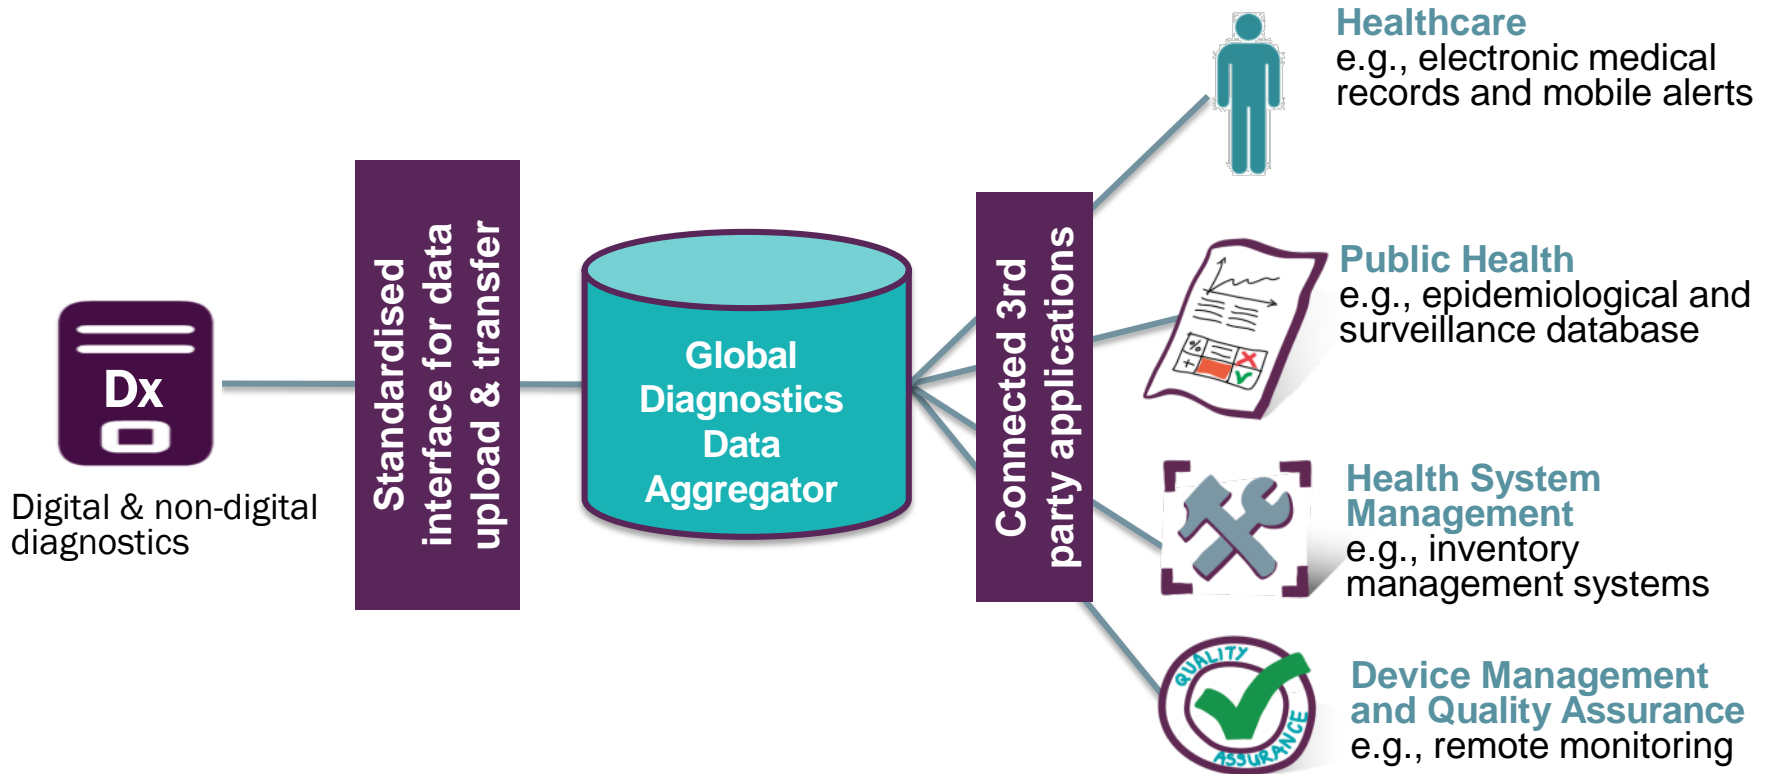 Dx
Digital & non-digital
diagnostics
Standardised
interface for data
upload & transfer
Global
Diagnostics
Data
Aggregator
Connected 3rd
party applications
Healthcare
e.g., electronic medical
records and mobile alerts
%
+
Public Health
e.g., epidemiological and
surveillance database
Health System
Management
e.g., inventory
management systems
QUALITY
ASSURANCE
Device Management
and Quality Assurance
e.g., remote monitoring